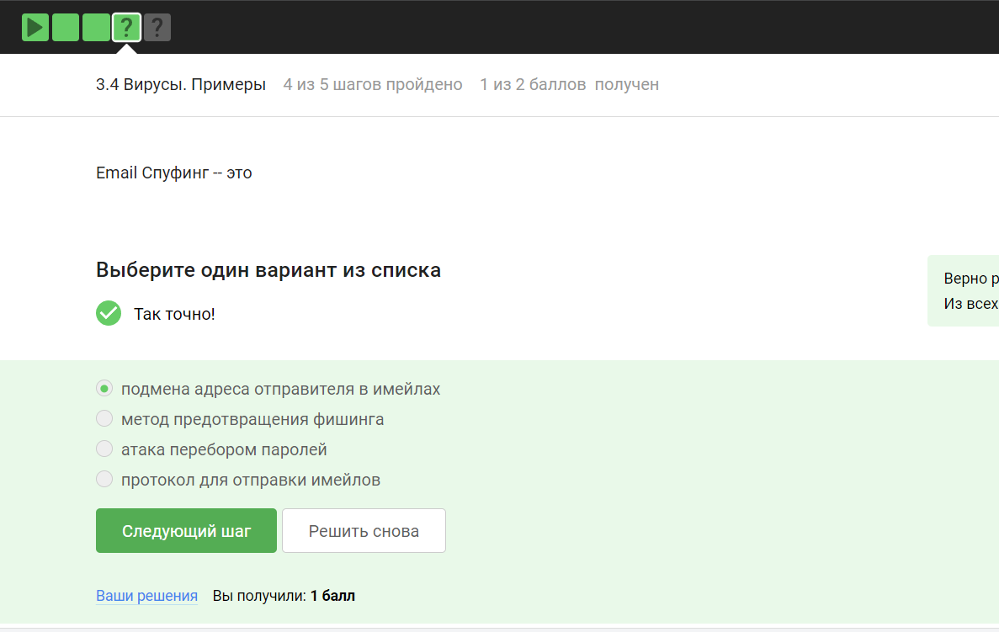 ? ?
3.4 Вирусы. Примеры 4 из 5 шагов пройдено 1 из 2 баллов получен
Email Спуфинг -- это
Выберите один вариант из списка
Так точно!
Верно р
Из всех
подмена адреса отправителя в имейлах
метод предотвращения фишинга
атака перебором паролей
протокол для отправки имейлов
Следующий шаг Решить снова
Ваши решения Вы получили: 1 балл